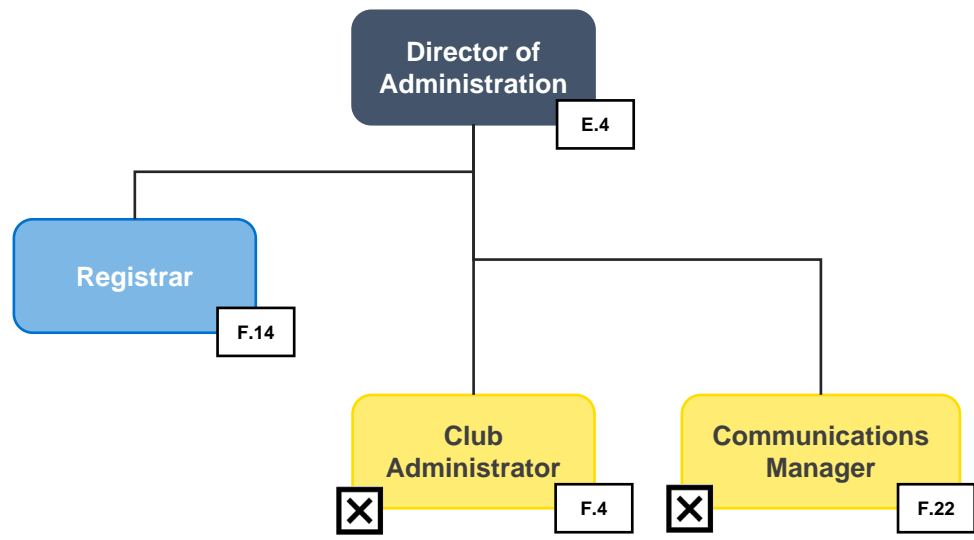 Director of
Administration
E.4
Registrar
F.14
Club
Administrator
F.4
Communications
Manager
F.22